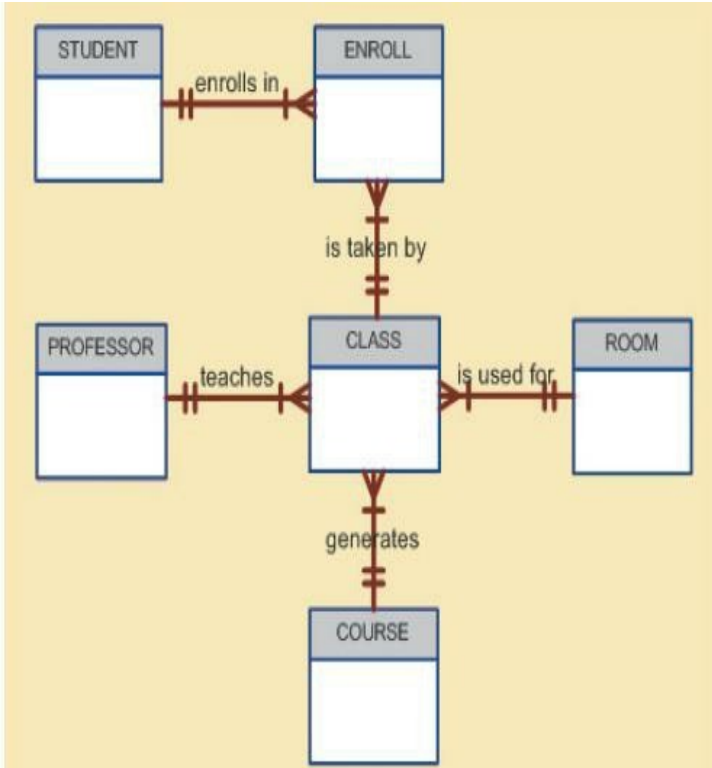 STUDENT
enrolls in
ENROLL
is taken by
PROFESSOR
teaches
CLASS
is used for
ROOM
generates
COURSE